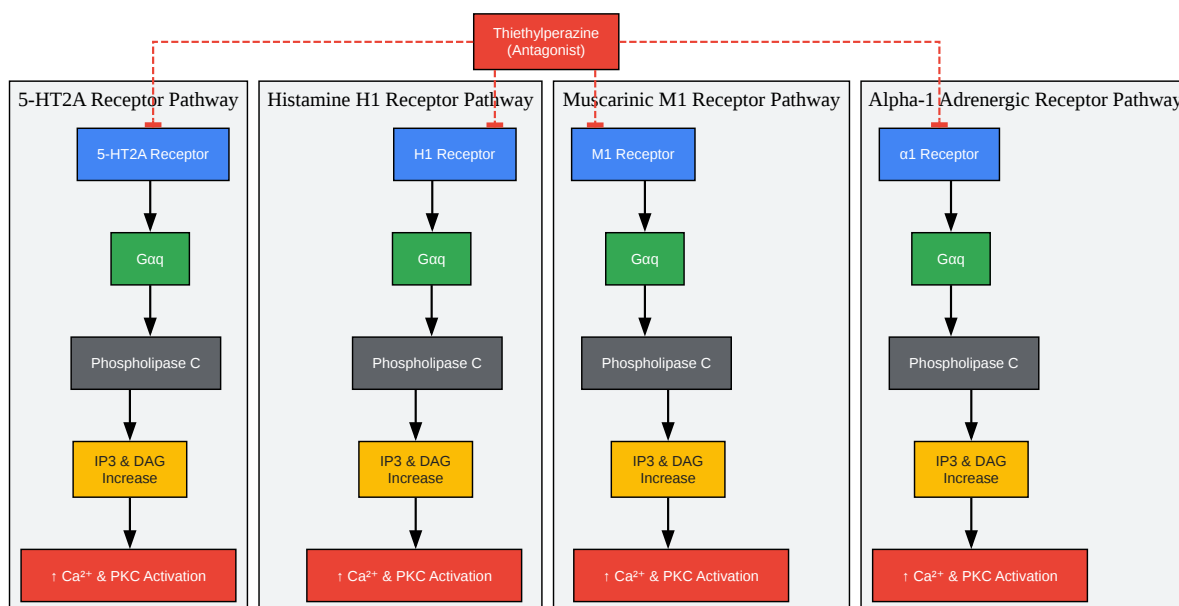 Thiethylperazine
(Antagonist)
5-HT2A Receptor Pathway
5-HT2A Receptor
Gαq
Phospholipase C
IP3 & DAG
Increase
↑ Ca²⁺ & PKC Activation
Histamine H1 Receptor Pathway
H1 Receptor
Gαq
Phospholipase C
IP3 & DAG
Increase
↑ Ca²⁺ & PKC Activation
Muscarinic M1 Receptor Pathway
M1 Receptor
Gαq
Phospholipase C
IP3 & DAG
Increase
↑ Ca²⁺ & PKC Activation
Alpha-1 Adrenergic Receptor Pathway
α1 Receptor
Gαq
Phospholipase C
IP3 & DAG
Increase
↑ Ca²⁺ & PKC Activation